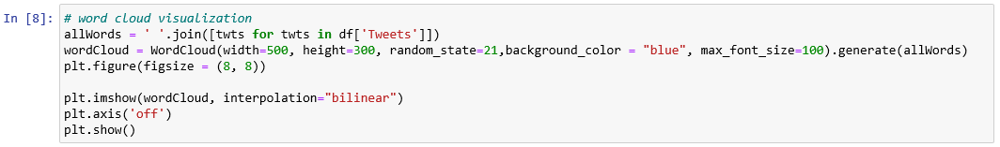 In [8]: # word cloud visualization
allWords = ' '.join([twts for twts in df['Tweets']])
wordCloud = WordCloud(width=500, height=300, random_state=21,background_color = "blue", max_font_size=100).generate(allWords)
plt.figure(figsize = (8, 8))
plt.imshow(wordCloud, interpolation="bilinear")
plt.axis('off')
plt.show()